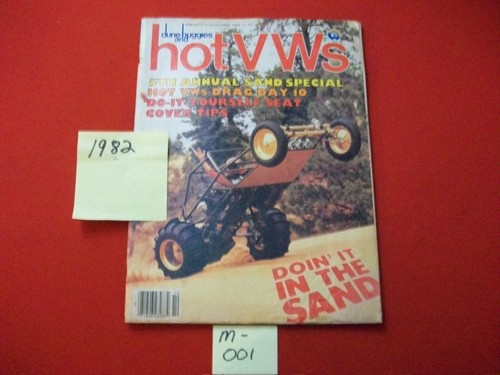 dune buggies
and
hot VWs
8TH ANNUAL SAND SPECIAL
HOT VWs DRAG DAY 10
DO-IT-YOURSELF SEAT
COVER TIPS
1982
DOIN' IT
IN THE
SAND
M-
001